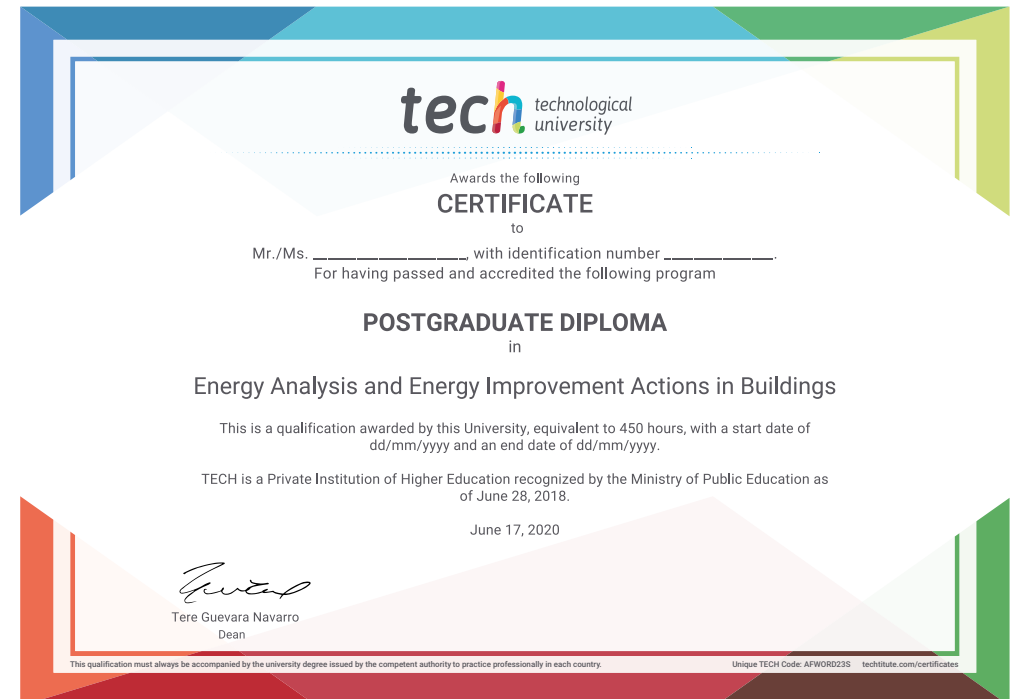 tech technological
university
Awards the following
CERTIFICATE
to
Mr./Ms. _______________, with identification number ___________.
For having passed and accredited the following program
POSTGRADUATE DIPLOMA
in
Energy Analysis and Energy Improvement Actions in Buildings
This is a qualification awarded by this University, equivalent to 450 hours, with a start date of
dd/mm/yyyy and an end date of dd/mm/yyyy.
TECH is a Private Institution of Higher Education recognized by the Ministry of Public Education as
of June 28, 2018.
June 17, 2020
Tere Guevara Navarro
Dean
This qualification must always be accompanied by the university degree issued by the competent authority to practice professionally in each country. Unique TECH Code: AFWORD23S techtitute.com/certificates